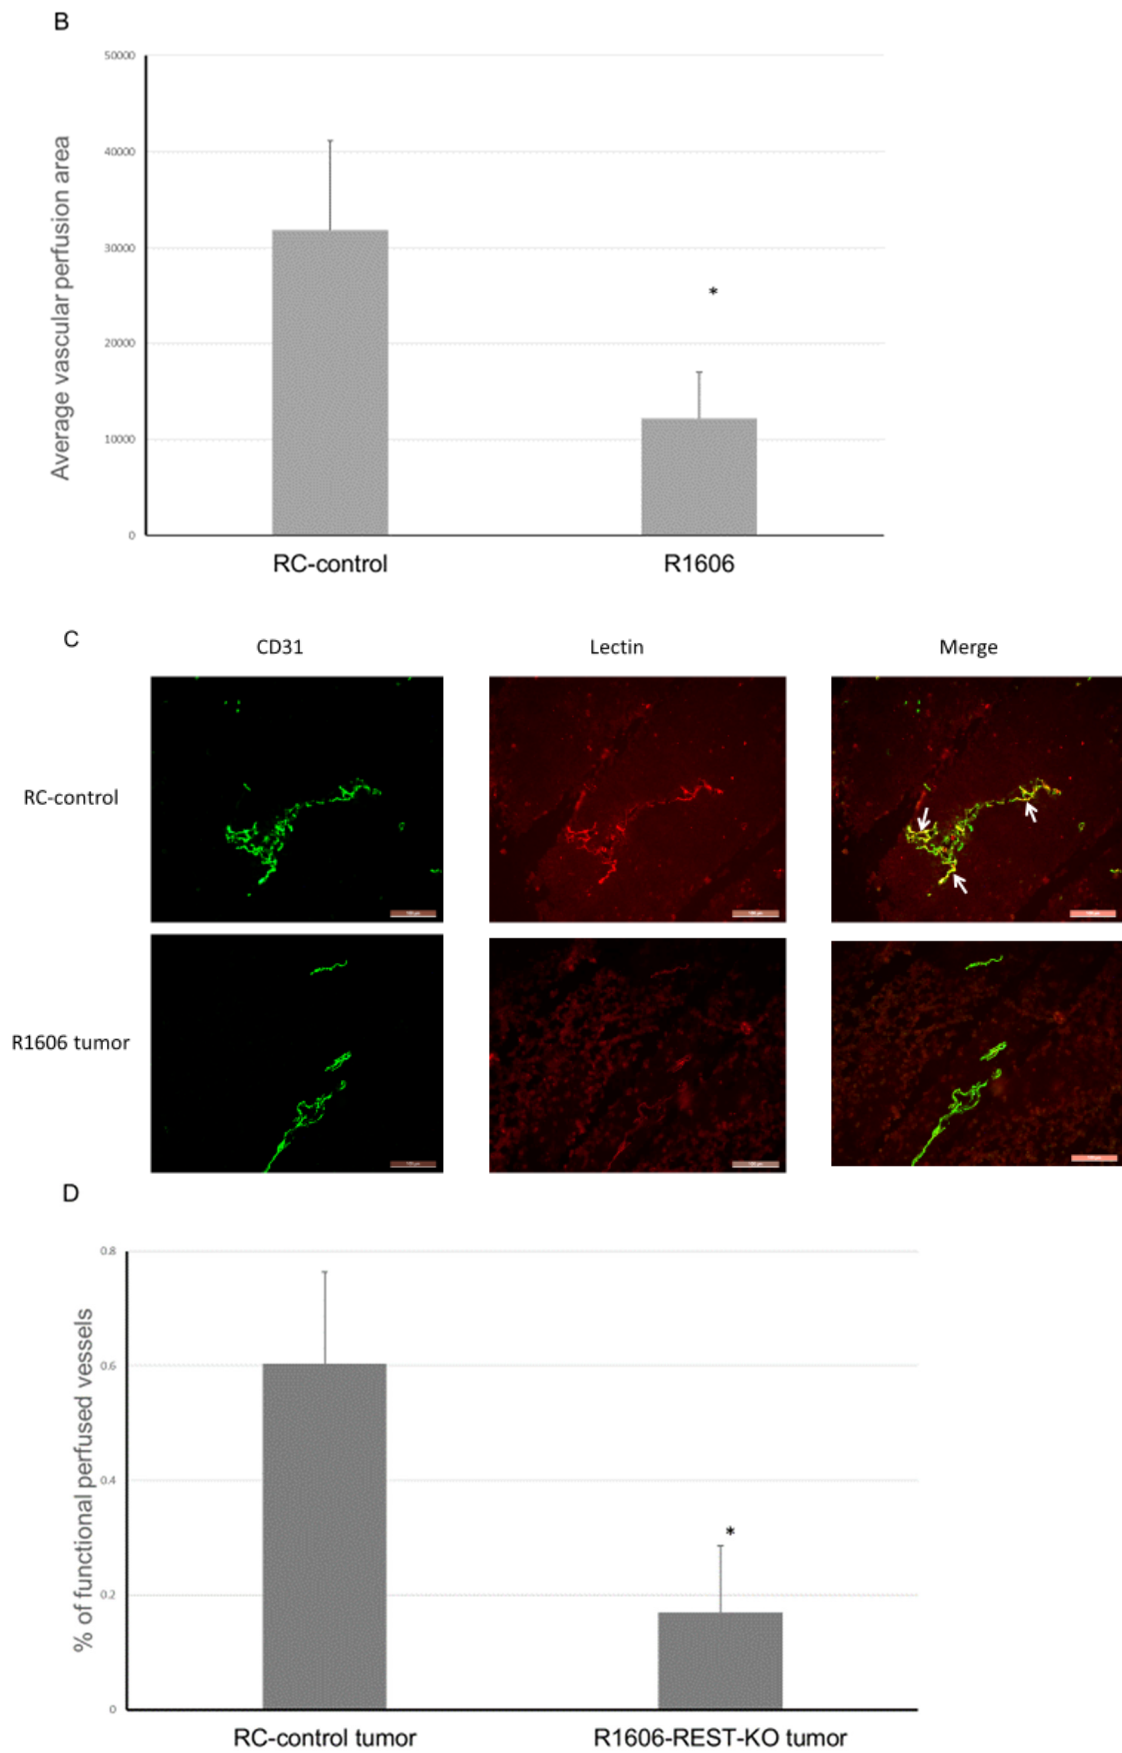 B
50000
40000
30000
20000
10000
0
Average vascular perfusion area
*
RC-control R1606
C
CD31 Lectin Merge
RC-control
R1606 tumor
D
0.8
0.6
0.4
0.2
0
% of functional perfused vessels
*
RC-control tumor R1606-REST-KO tumor